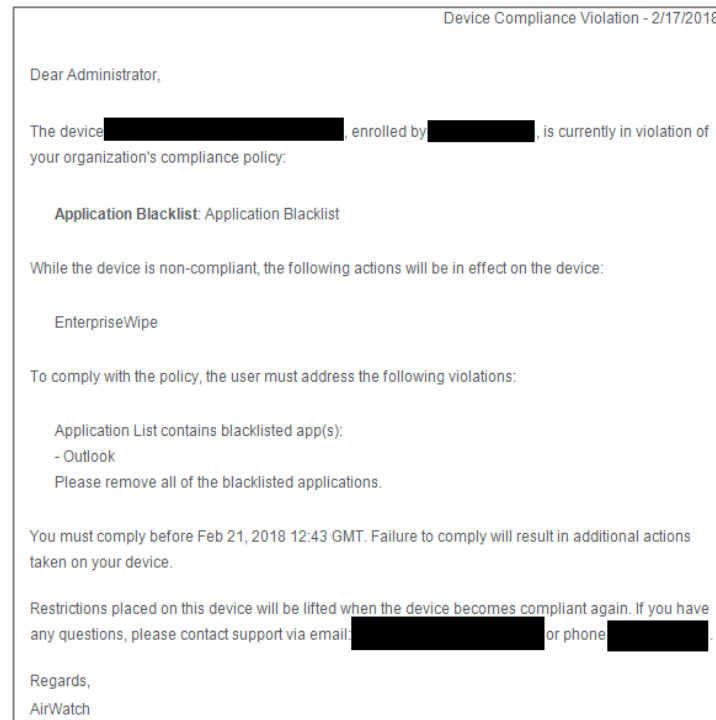 Device Compliance Violation - 2/17/2018
Dear Administrator,
The device , enrolled by , is currently in violation of
your organization's compliance policy:
Application Blacklist: Application Blacklist
While the device is non-compliant, the following actions will be in effect on the device:
EnterpriseWipe
To comply with the policy, the user must address the following violations:
Application List contains blacklisted app(s):
- Outlook
Please remove all of the blacklisted applications.
You must comply before Feb 21, 2018 12:43 GMT. Failure to comply will result in additional actions
taken on your device.
Restrictions placed on this device will be lifted when the device becomes compliant again. If you have
any questions, please contact support via email: or phone .
Regards,
AirWatch